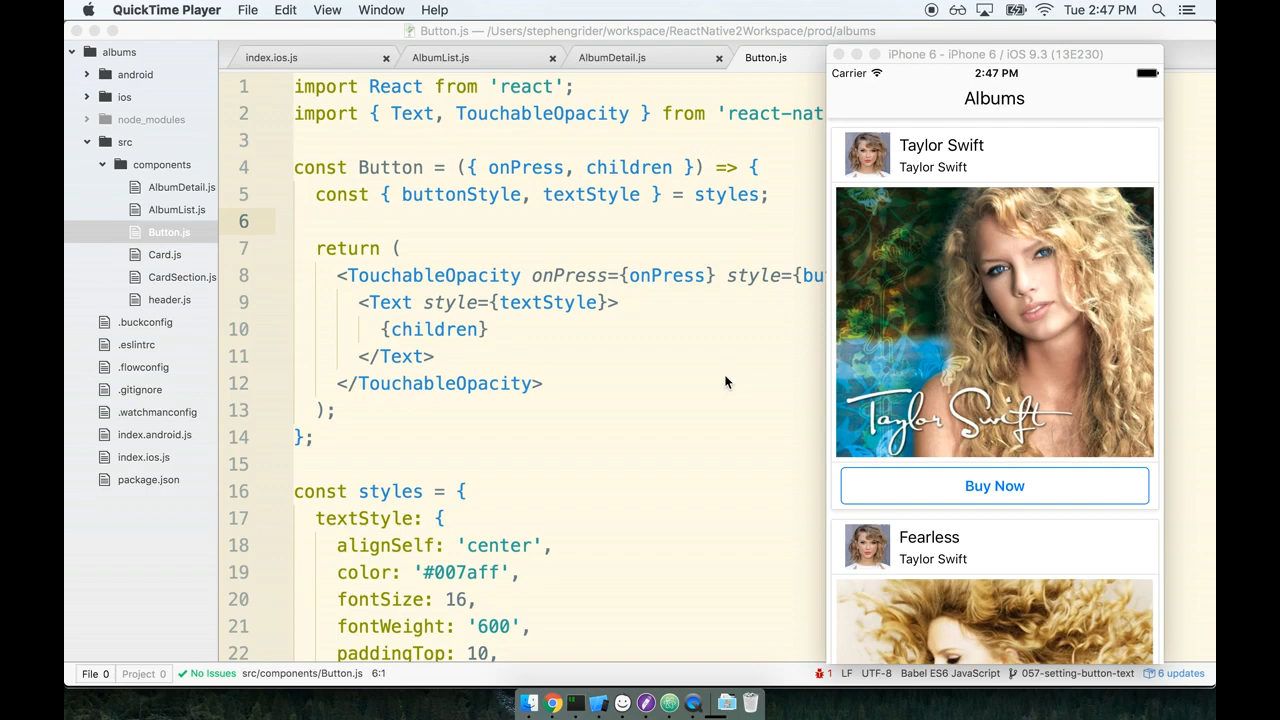 QuickTime Player File Edit View Window Help Tue 2:47 PM
Button.js — /Users/stephengrider/workspace/ReactNative2Workspace/prod/albums
iPhone 6 - iPhone 6 / iOS 9.3 (13E230)
albums
android
ios
node_modules
src
components
AlbumDetail.js
AlbumList.js
Button.js
Card.js
CardSection.js
header.js
.buckconfig
.eslintrc
.flowconfig
.gitignore
.watchmanconfig
index.android.js
index.ios.js
package.json
index.ios.js AlbumList.js AlbumDetail.js Button.js
1 import React from 'react';
2 import { Text, TouchableOpacity } from 'react-nat
3
4 const Button = ({ onPress, children }) => {
5 const { buttonStyle, textStyle } = styles;
6
7 return (
8 <TouchableOpacity onPress={onPress} style={bu
9 <Text style={textStyle}>
10 {children}
11 </Text>
12 </TouchableOpacity>
13 );
14 };
15
16 const styles = {
17 textStyle: {
18 alignSelf: 'center',
19 color: '#007aff',
20 fontSize: 16,
21 fontWeight: '600',
22 paddingTop: 10,
Carrier 2:47 PM
Albums
Taylor Swift
Taylor Swift
Taylor Swift
Buy Now
Fearless
Taylor Swift
File 0 Project 0 No Issues src/components/Button.js 6:1 1 LF UTF-8 Babel ES6 JavaScript 057-setting-button-text 6 updates